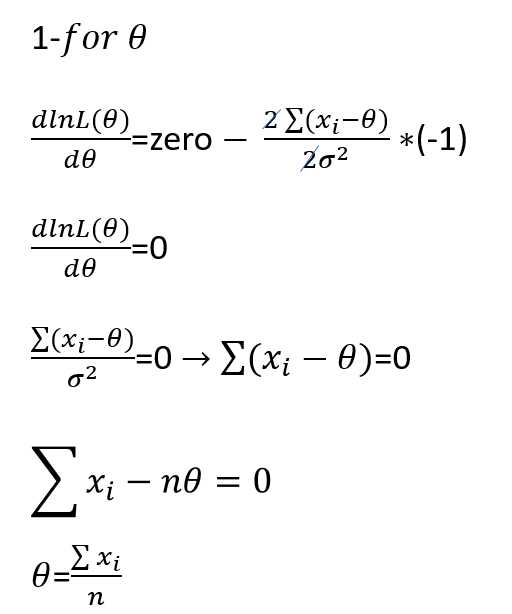 1-for θ
dlnL(θ)/dθ=zero − 2 ∑(xᵢ−θ)/2σ² *(-1)
dlnL(θ)/dθ=0
∑(xᵢ−θ)/σ²=0 → ∑(xᵢ − θ)=0
∑ xᵢ − nθ = 0
θ=∑ xᵢ/n